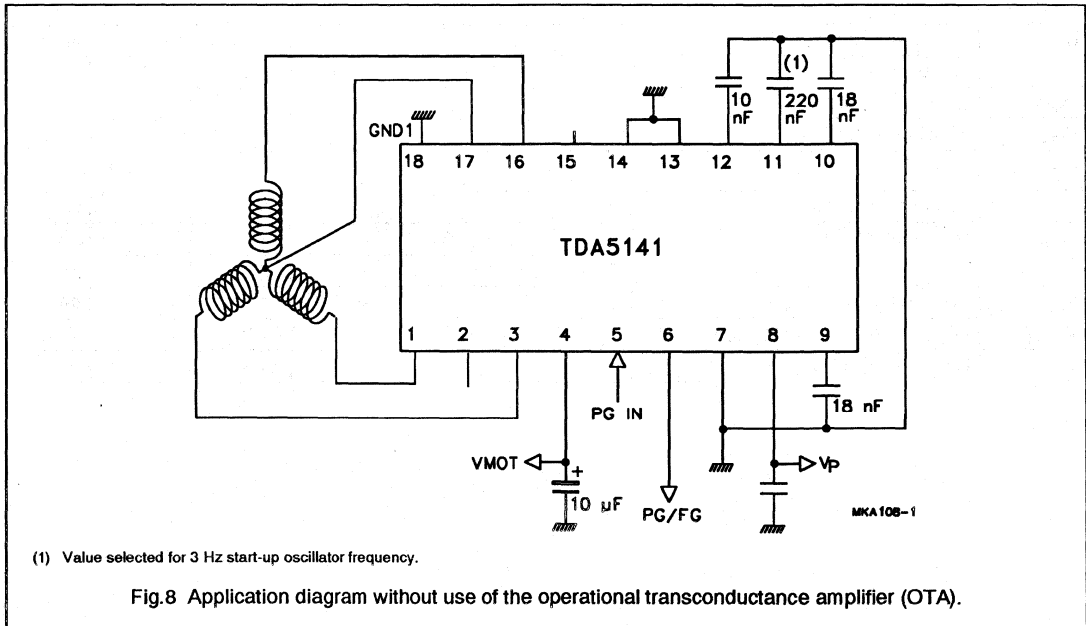 (1)
10 nF
220 nF
18 nF
GND1
18 17 16 15 14 13 12 11 10
TDA5141
1 2 3 4 5 6 7 8 9
18 nF
PG IN
VMOT
+
VP
10 µF
PG/FG
MKA108-1
(1) Value selected for 3 Hz start-up oscillator frequency.
Fig.8 Application diagram without use of the operational transconductance amplifier (OTA).